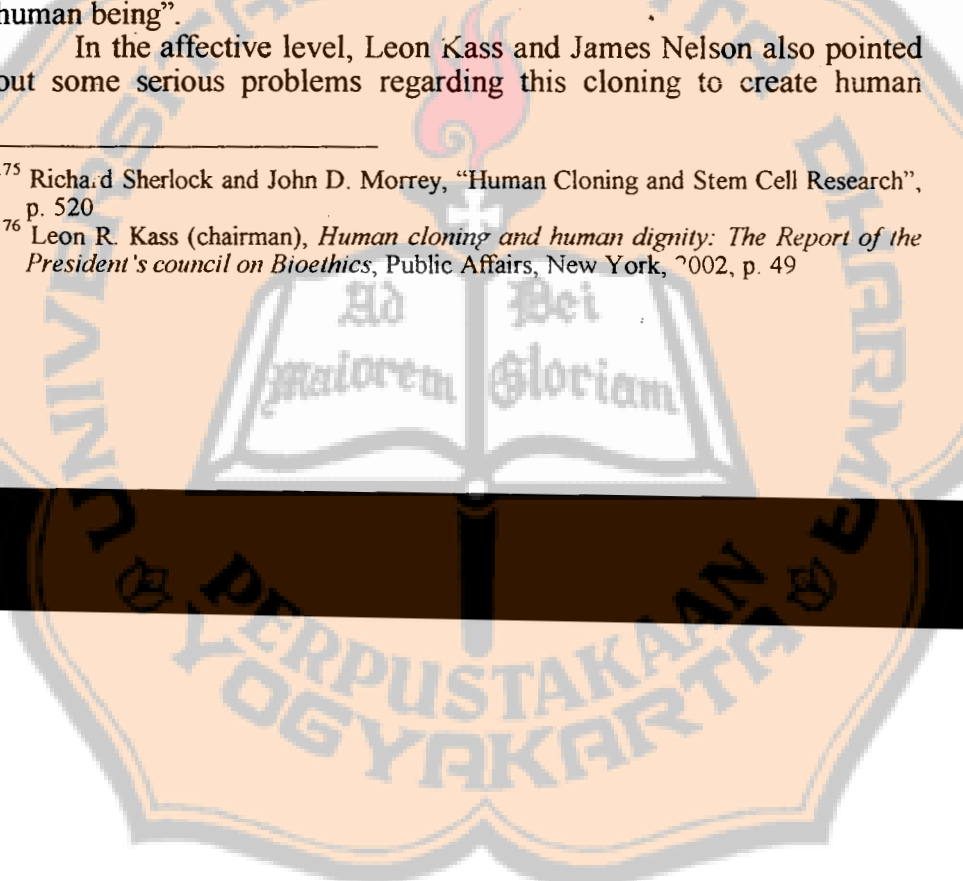 human being”.
In the affective level, Leon Kass and James Nelson also pointed
out some serious problems regarding this cloning to create human
75 Richard Sherlock and John D. Morrey, “Human Cloning and Stem Cell Research”,
p. 520
76 Leon R. Kass (chairman), Human cloning and human dignity: The Report of the
President's council on Bioethics, Public Affairs, New York, 2002, p. 49
Ad Dei
maiorem Gloriam
DHARMA
PERPUSTAKAAN
YOGYAKARTA